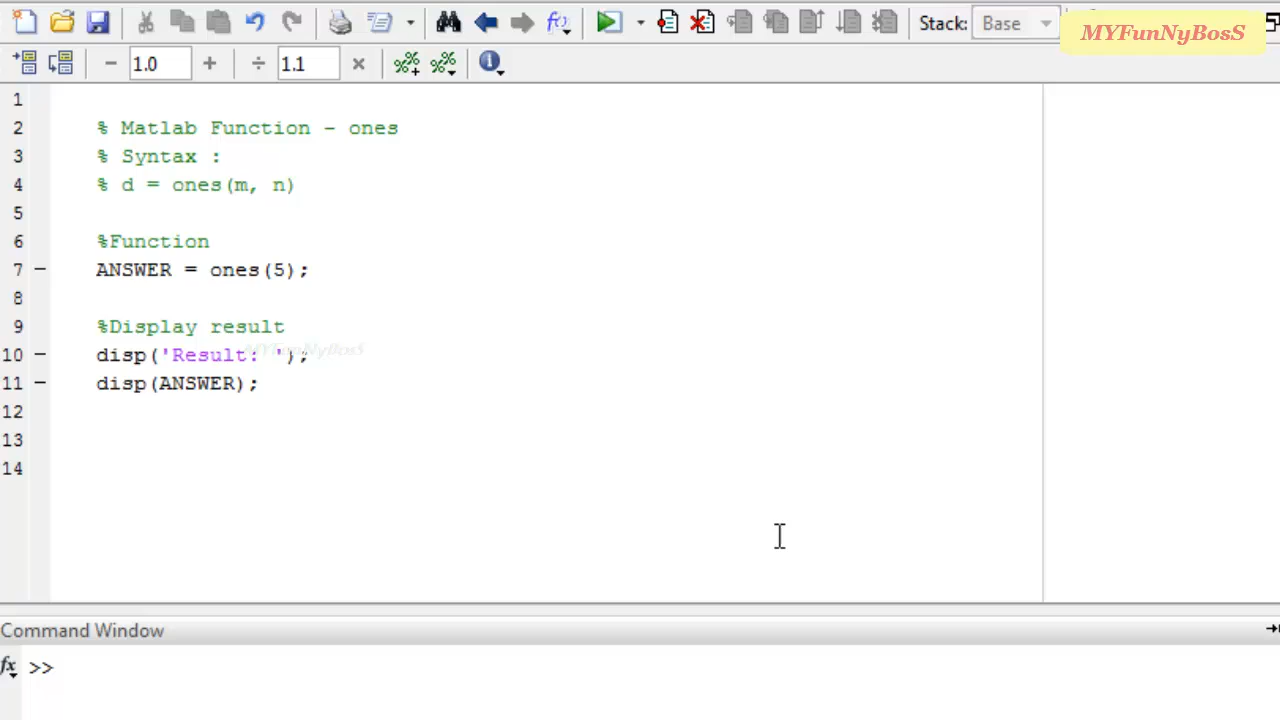 Stack: Base
MYFunNyBosS
1.0
1.1
1
2 % Matlab Function - ones
3 % Syntax :
4 % d = ones(m, n)
5
6 %Function
7 ANSWER = ones(5);
8
9 %Display result
10 disp('Result: ');
MYFunNyBosS
11 disp(ANSWER);
12
13
14
Command Window
fx >>